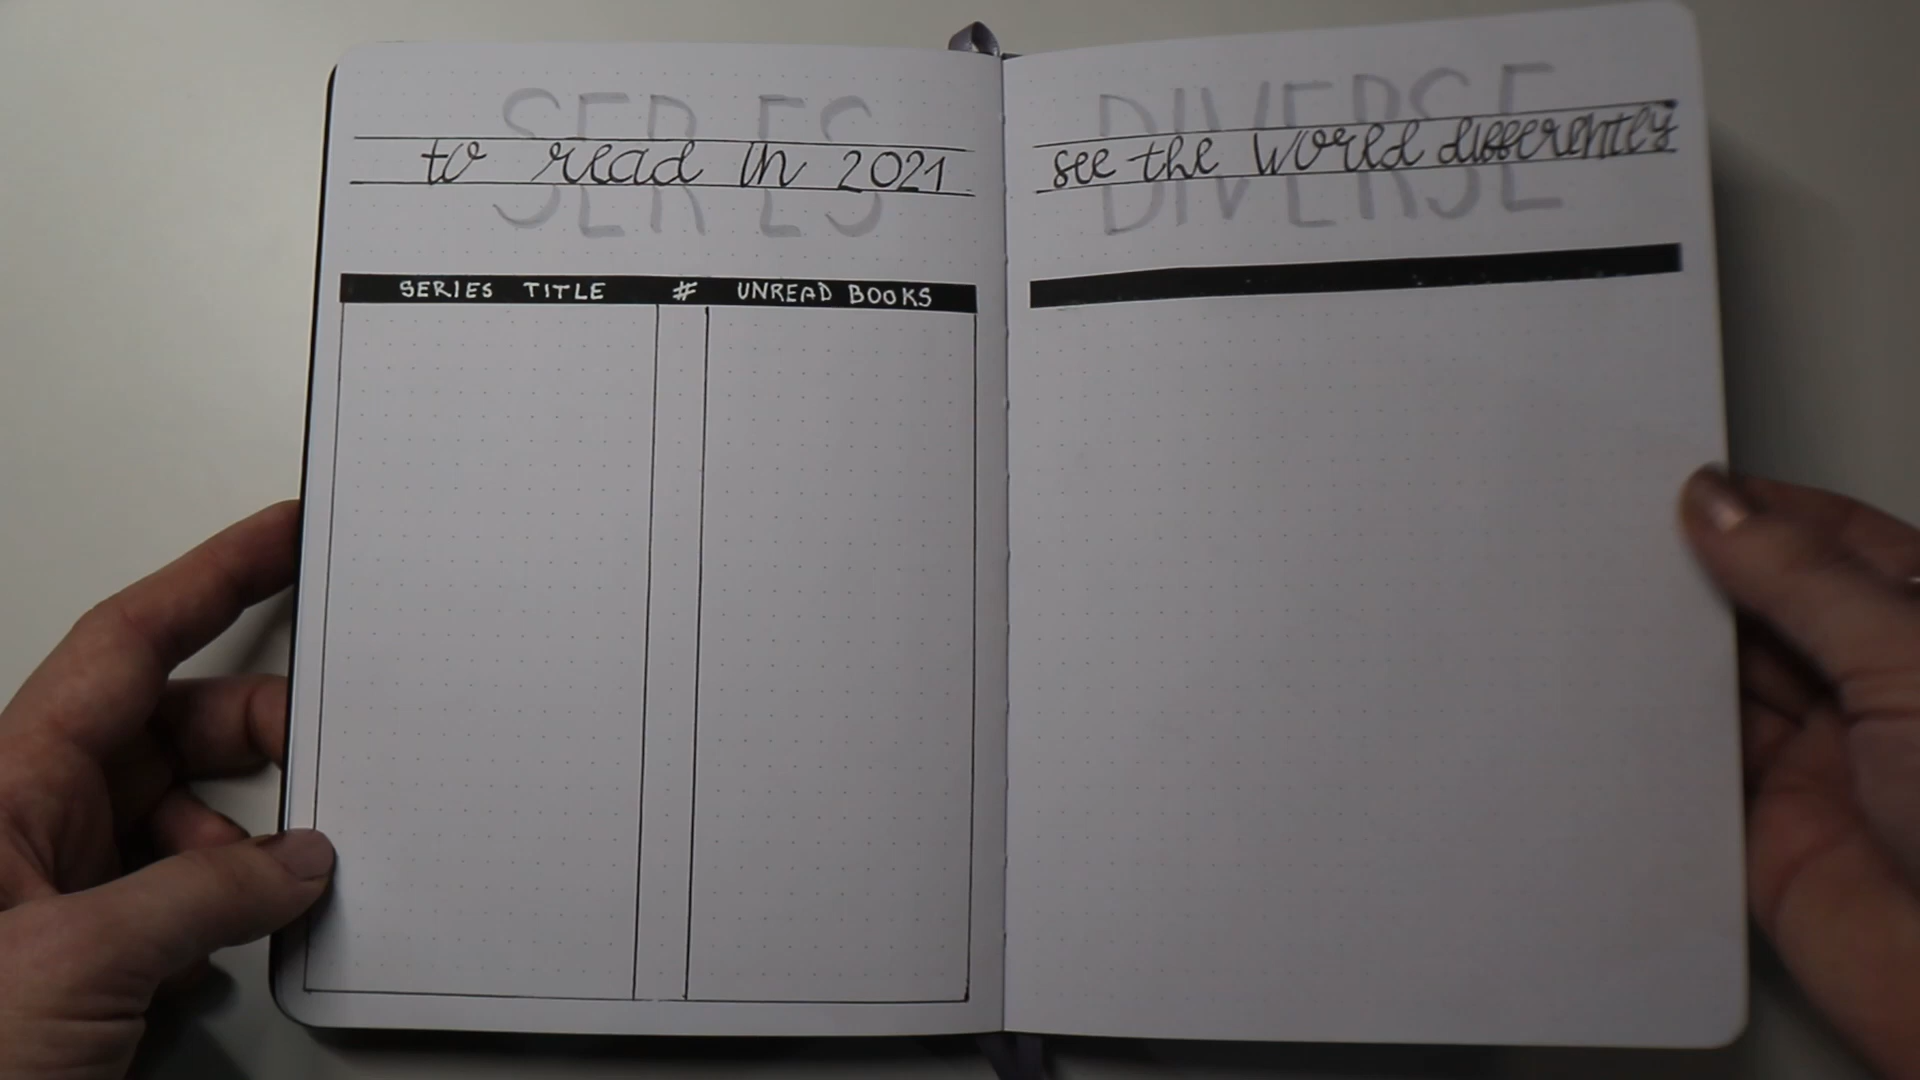 SERIES
to read in 2021
SERIES TITLE # UNREAD BOOKS
DIVERSE
see the world differently